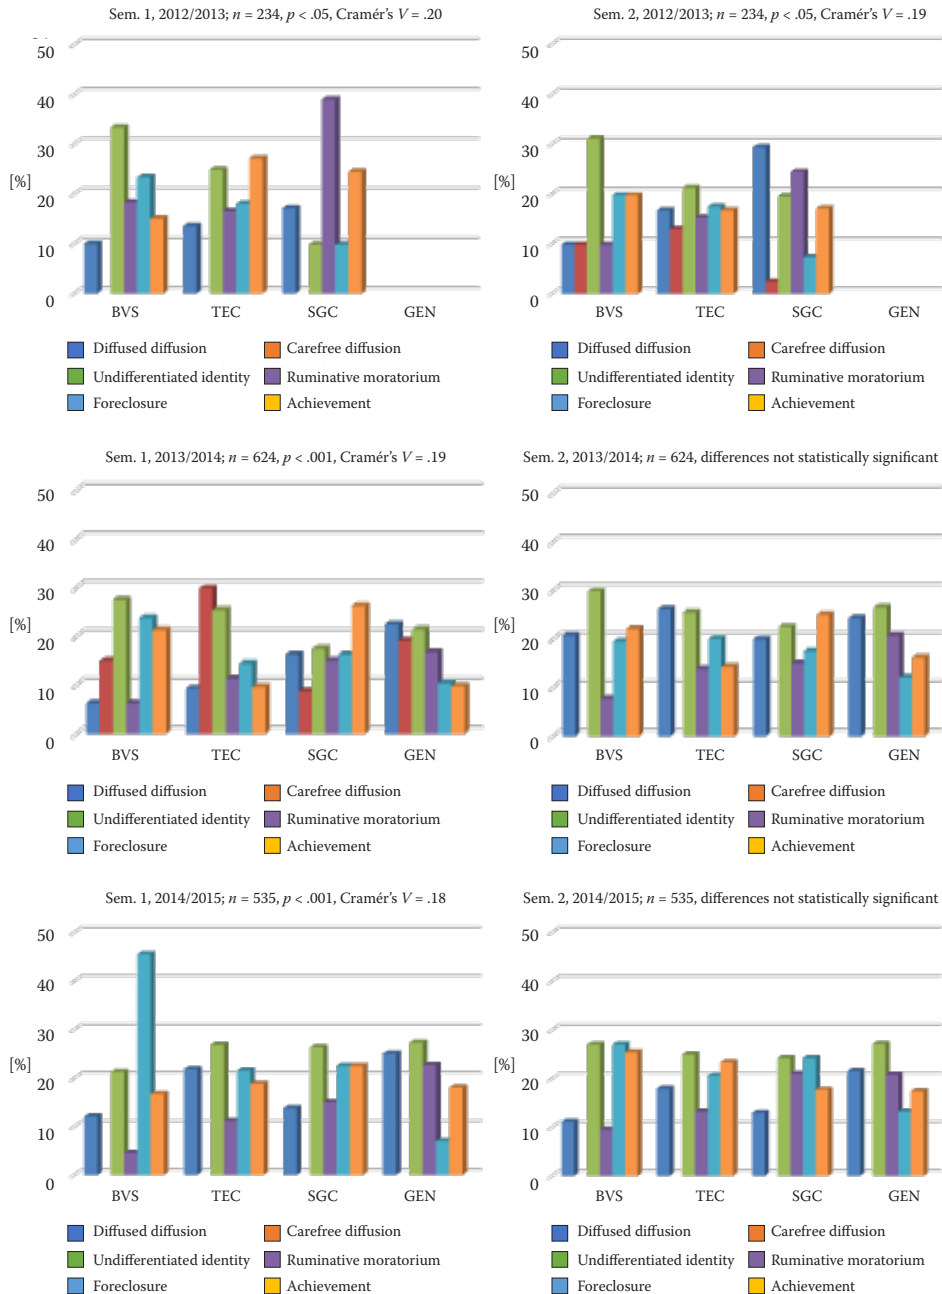 Sem. 1, 2012/2013; n = 234, p < .05, Cramér’s V = .20
50
40
30
[%]
20
10
0
BVS TEC SGC GEN
Diffused diffusion Carefree diffusion
Undifferentiated identity Ruminative moratorium
Foreclosure Achievement
Sem. 2, 2012/2013; n = 234, p < .05, Cramér’s V = .19
50
40
30
[%]
20
10
0
BVS TEC SGC GEN
Diffused diffusion Carefree diffusion
Undifferentiated identity Ruminative moratorium
Foreclosure Achievement
Sem. 1, 2013/2014; n = 624, p < .001, Cramér’s V = .19
50
40
30
[%]
20
10
0
BVS TEC SGC GEN
Diffused diffusion Carefree diffusion
Undifferentiated identity Ruminative moratorium
Foreclosure Achievement
Sem. 2, 2013/2014; n = 624, differences not statistically significant
50
40
30
[%]
20
10
0
BVS TEC SGC GEN
Diffused diffusion Carefree diffusion
Undifferentiated identity Ruminative moratorium
Foreclosure Achievement
Sem. 1, 2014/2015; n = 535, p < .001, Cramér’s V = .18
50
40
30
[%]
20
10
0
BVS TEC SGC GEN
Diffused diffusion Carefree diffusion
Undifferentiated identity Ruminative moratorium
Foreclosure Achievement
Sem. 2, 2014/2015; n = 535, differences not statistically significant
50
40
30
[%]
20
10
0
BVS TEC SGC GEN
Diffused diffusion Carefree diffusion
Undifferentiated identity Ruminative moratorium
Foreclosure Achievement